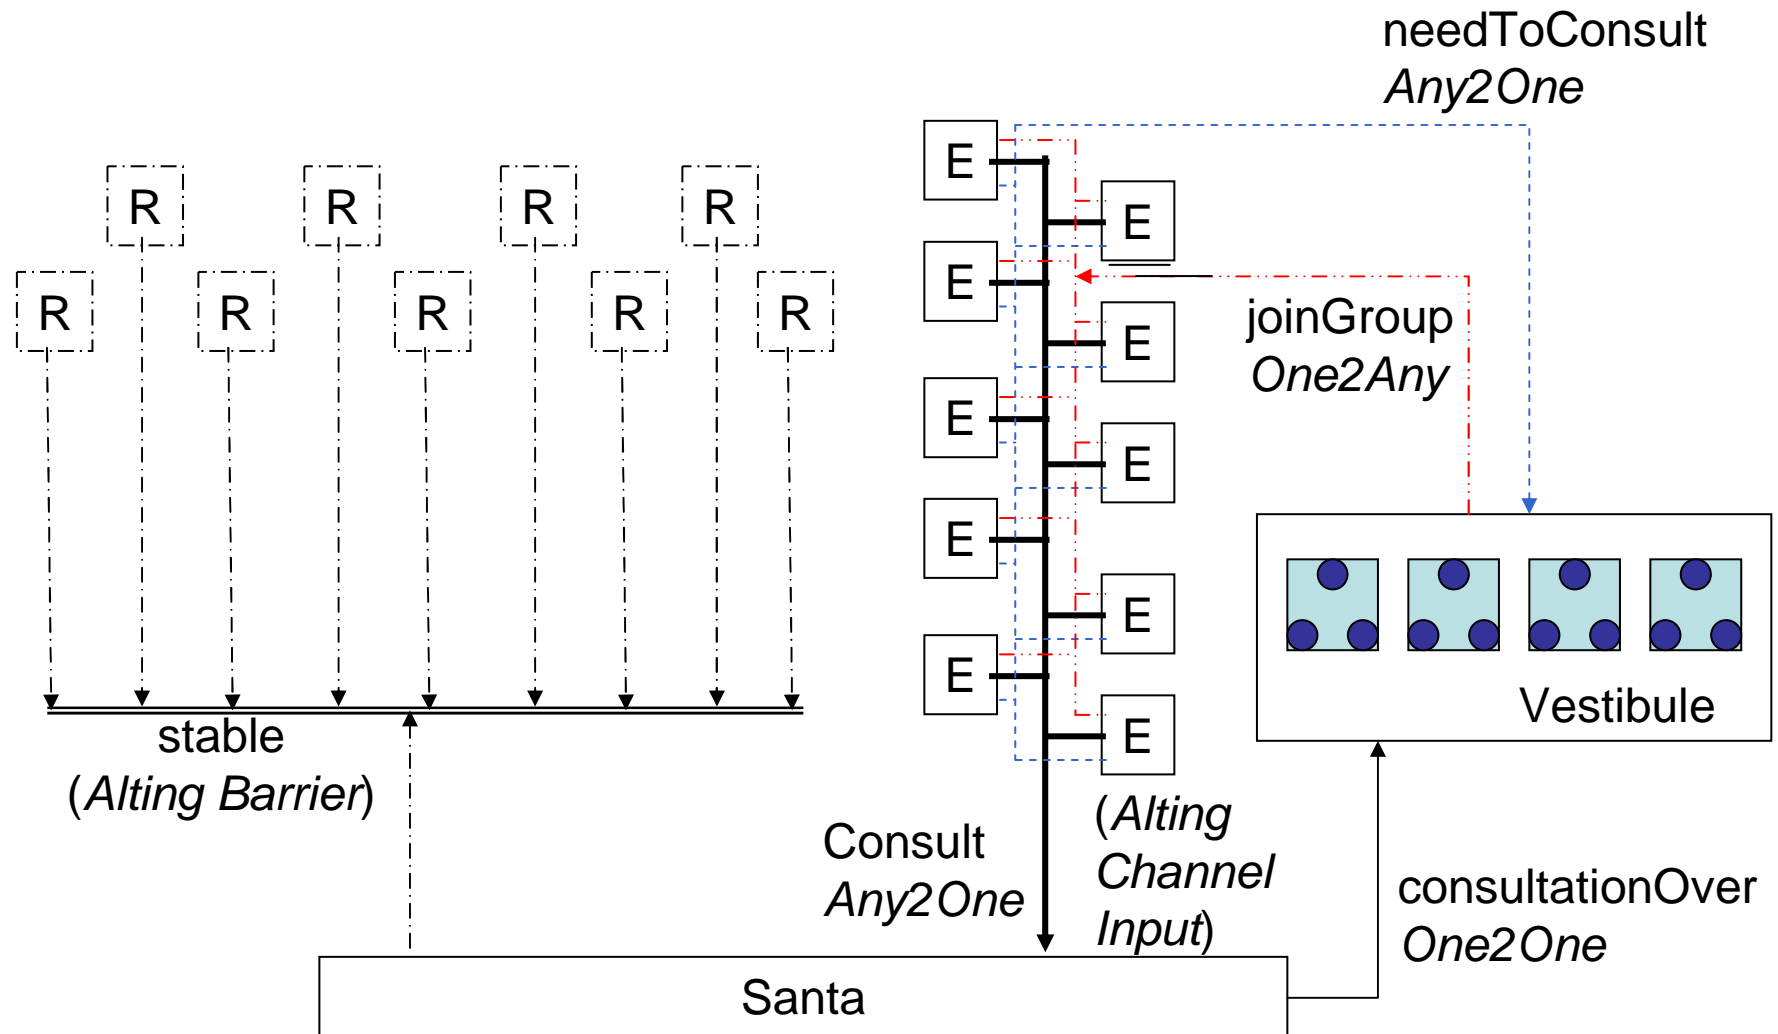 needToConsult
Any2One
E
R R R R
E
E
R R R R R
E
joinGroup
One2Any
E
E
E
E
E
E
Vestibule
stable
(Alting Barrier)
(Alting
Channel
Input)
Consult
Any2One
consultationOver
One2One
Santa